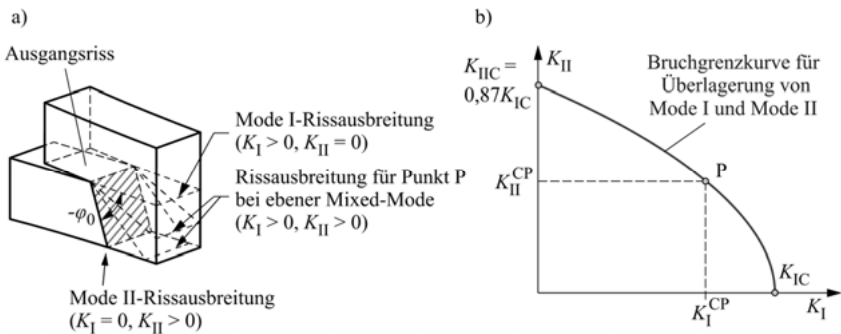 a)
Ausgangsriss
Mode I-Rissausbreitung
(K_I > 0, K_II = 0)
Rissausbreitung für Punkt P
bei ebener Mixed-Mode
(K_I > 0, K_II > 0)
-φ_0
Mode II-Rissausbreitung
(K_I = 0, K_II > 0)
b)
K_II
K_IIC =
0,87K_IC
Bruchgrenzkurve für
Überlagerung von
Mode I und Mode II
P
K_II^CP
K_IC
K_I^CP
K_I